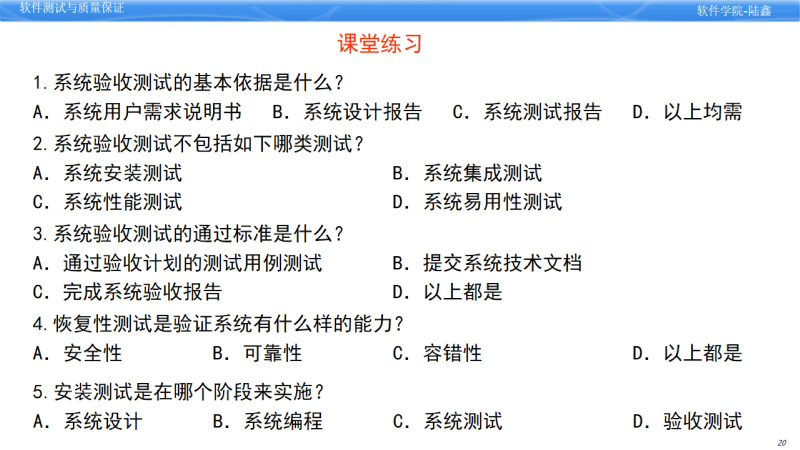 软件测试与质量保证
软件学院-陆鑫
课堂练习
1.系统验收测试的基本依据是什么？
A．系统用户需求说明书 B．系统设计报告 C．系统测试报告 D．以上均需
2.系统验收测试不包括如下哪类测试？
A．系统安装测试 B．系统集成测试
C．系统性能测试 D．系统易用性测试
3.系统验收测试的通过标准是什么？
A．通过验收计划的测试用例测试 B．提交系统技术文档
C．完成系统验收报告 D．以上都是
4.恢复性测试是验证系统有什么样的能力？
A．安全性 B．可靠性 C．容错性 D．以上都是
5.安装测试是在哪个阶段来实施？
A．系统设计 B．系统编程 C．系统测试 D．验收测试
20